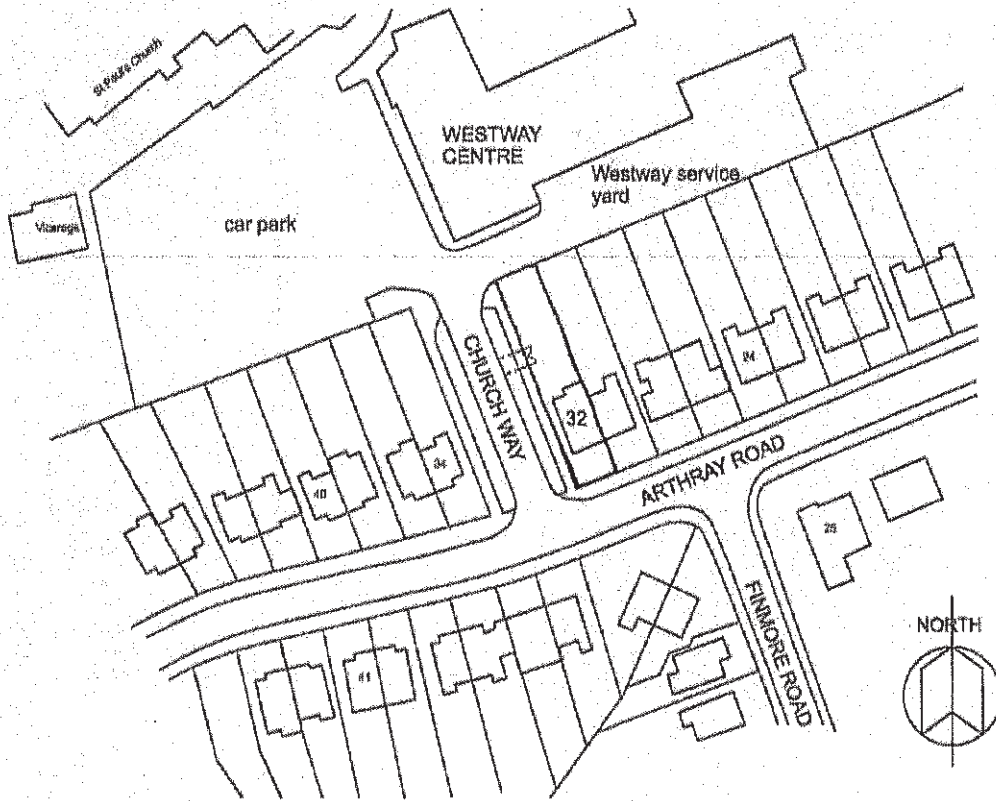 St Paul's Church
WESTWAY
CENTRE
Westway service
yard
Vicarage
car park
CHURCH WAY
32
34
40
ARTHRAY ROAD
25
FINMORE ROAD
NORTH